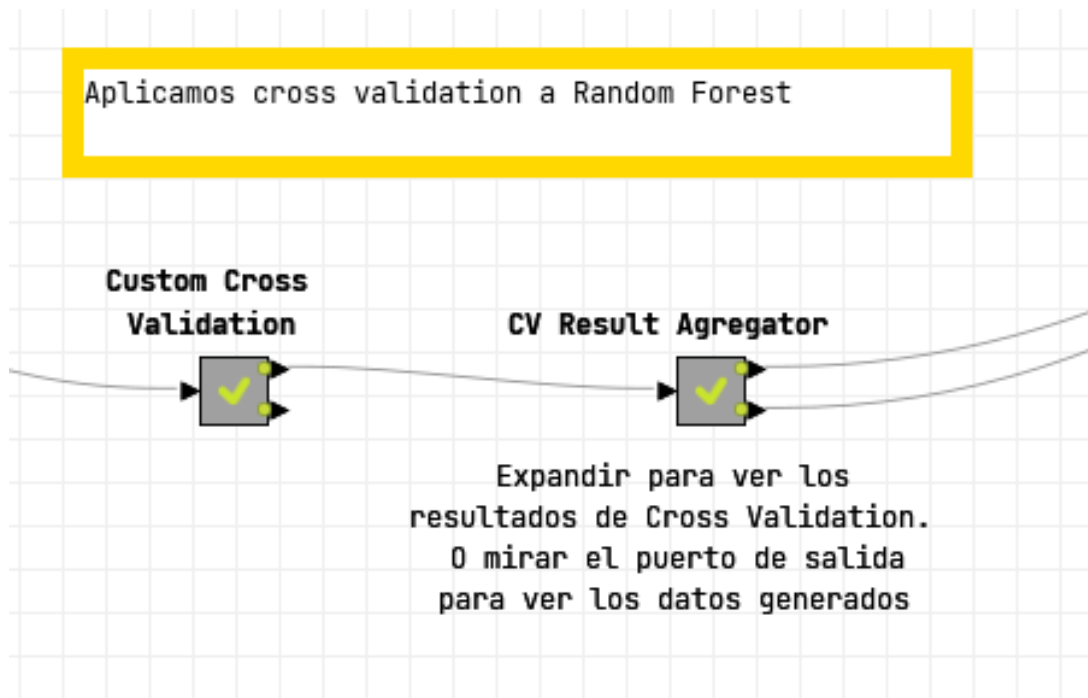 Aplicamos cross validation a Random Forest
Custom Cross
Validation
CV Result Agregator
Expandir para ver los
resultados de Cross Validation.
O mirar el puerto de salida
para ver los datos generados